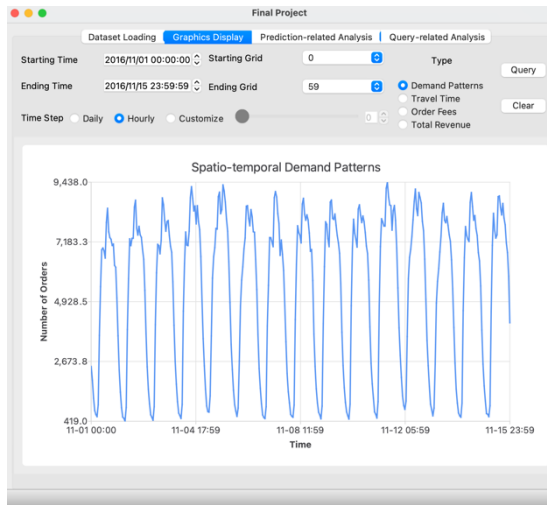 Final Project
Dataset Loading Graphics Display Prediction-related Analysis Query-related Analysis
Starting Time 2016/11/01 00:00:00 Starting Grid 0 Type
Query
Ending Time 2016/11/15 23:59:59 Ending Grid 59 Demand Patterns
Travel Time
Clear
Order Fees
Time Step Daily Hourly Customize 0
Total Revenue
Spatio-temporal Demand Patterns
9,438.0
7,183.3
4,928.5
2,673.8
419.0
Number of Orders
11-01 00:00 11-04 17:59 11-08 11:59 11-12 05:59 11-15 23:59
Time